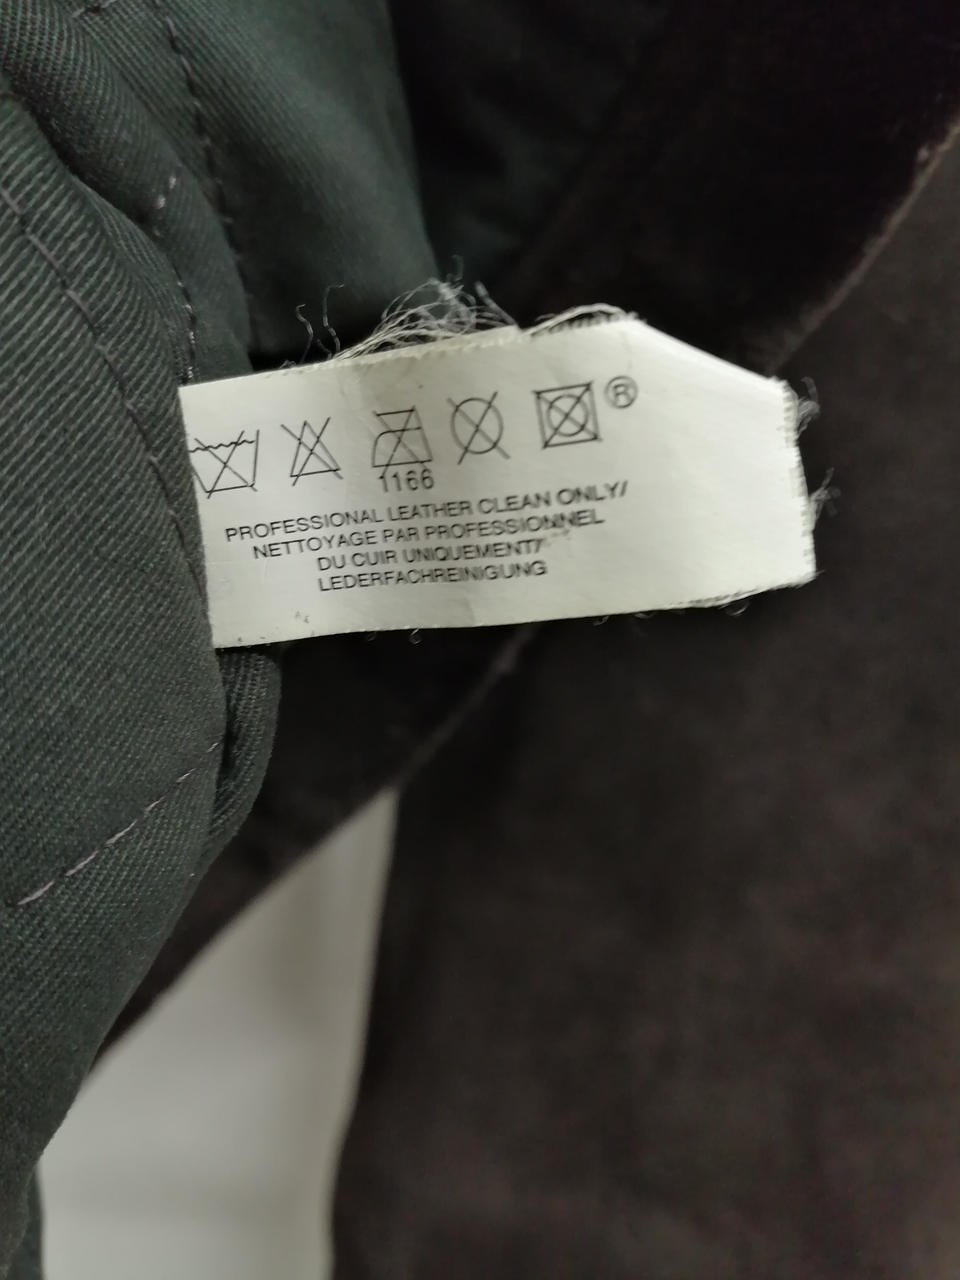 ®
1166
PROFESSIONAL LEATHER CLEAN ONLY/
NETTOYAGE PAR PROFESSIONNEL
DU CUIR UNIQUEMENT/
LEDERFACHREINIGUNG